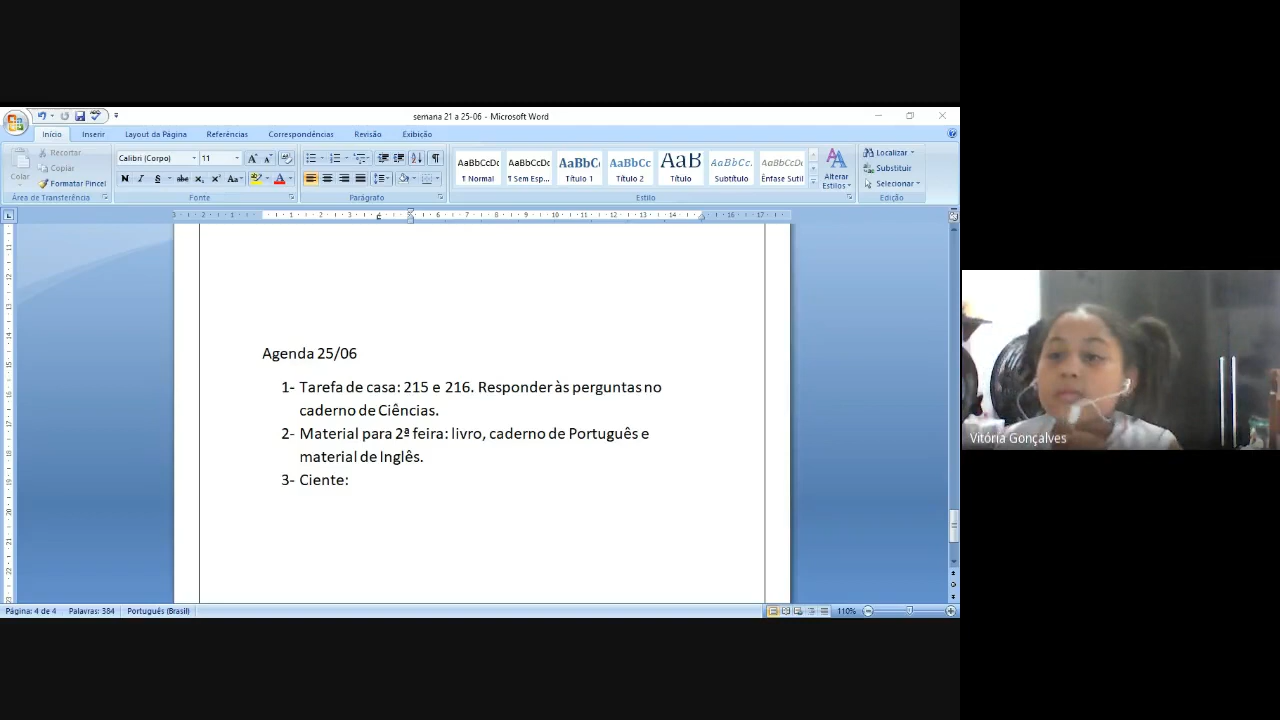 semana 21 a 25-06 - Microsoft Word
Início Inserir Layout da Página Referências Correspondências Revisão Exibição
Colar
Recortar
Copiar
Formatar Pincel
Área de Transferência
Calibri (Corpo) 11
Fonte
Parágrafo
AaBbCcDc AaBbCcDc AaBbC AaBbCc AaB AaBbCc. AaBbCcDc
¶ Normal ¶ Sem Esp... Título 1 Título 2 Título Subtítulo Ênfase Sutil
Alterar Estilos
Estilo
Localizar
Substituir
Selecionar
Edição
Agenda 25/06
1- Tarefa de casa: 215 e 216. Responder às perguntas no
caderno de Ciências.
2- Material para 2ª feira: livro, caderno de Português e
material de Inglês.
3- Ciente:
Vitória Gonçalves
Página: 4 de 4 Palavras: 384 Português (Brasil) 110%